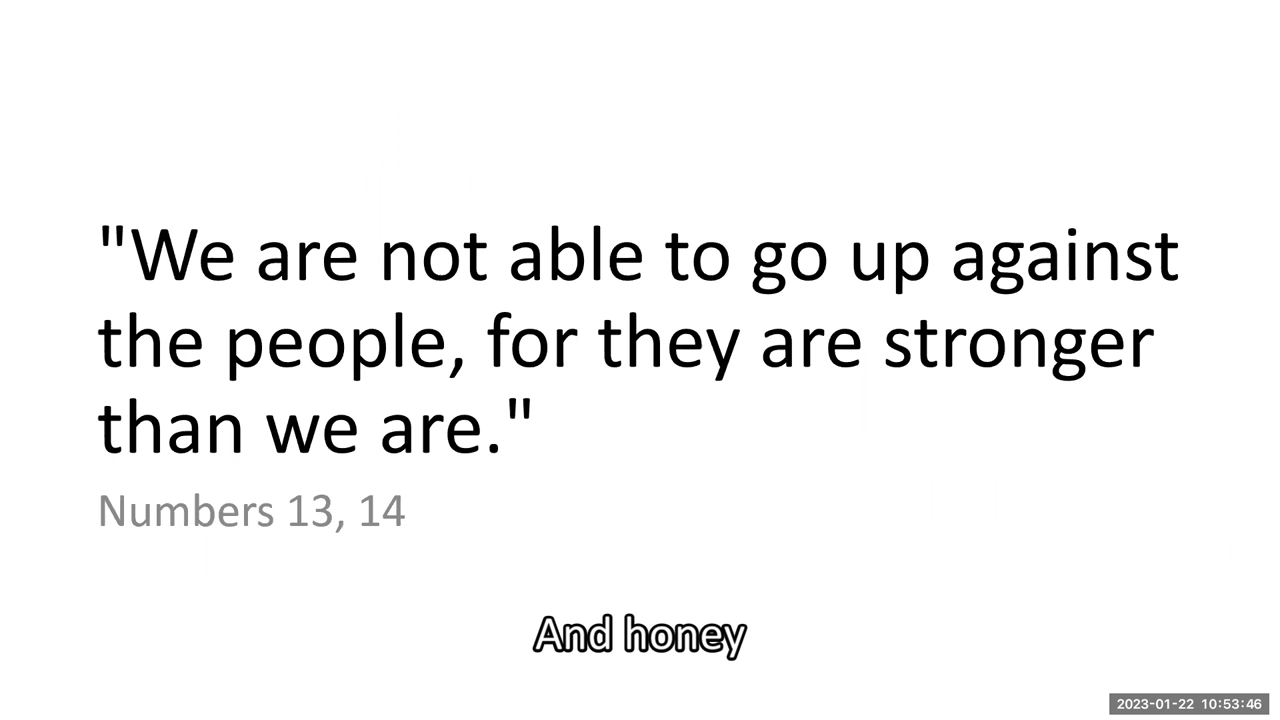 "We are not able to go up against
the people, for they are stronger
than we are."
Numbers 13, 14
And honey
2023-01-22 10:53:46